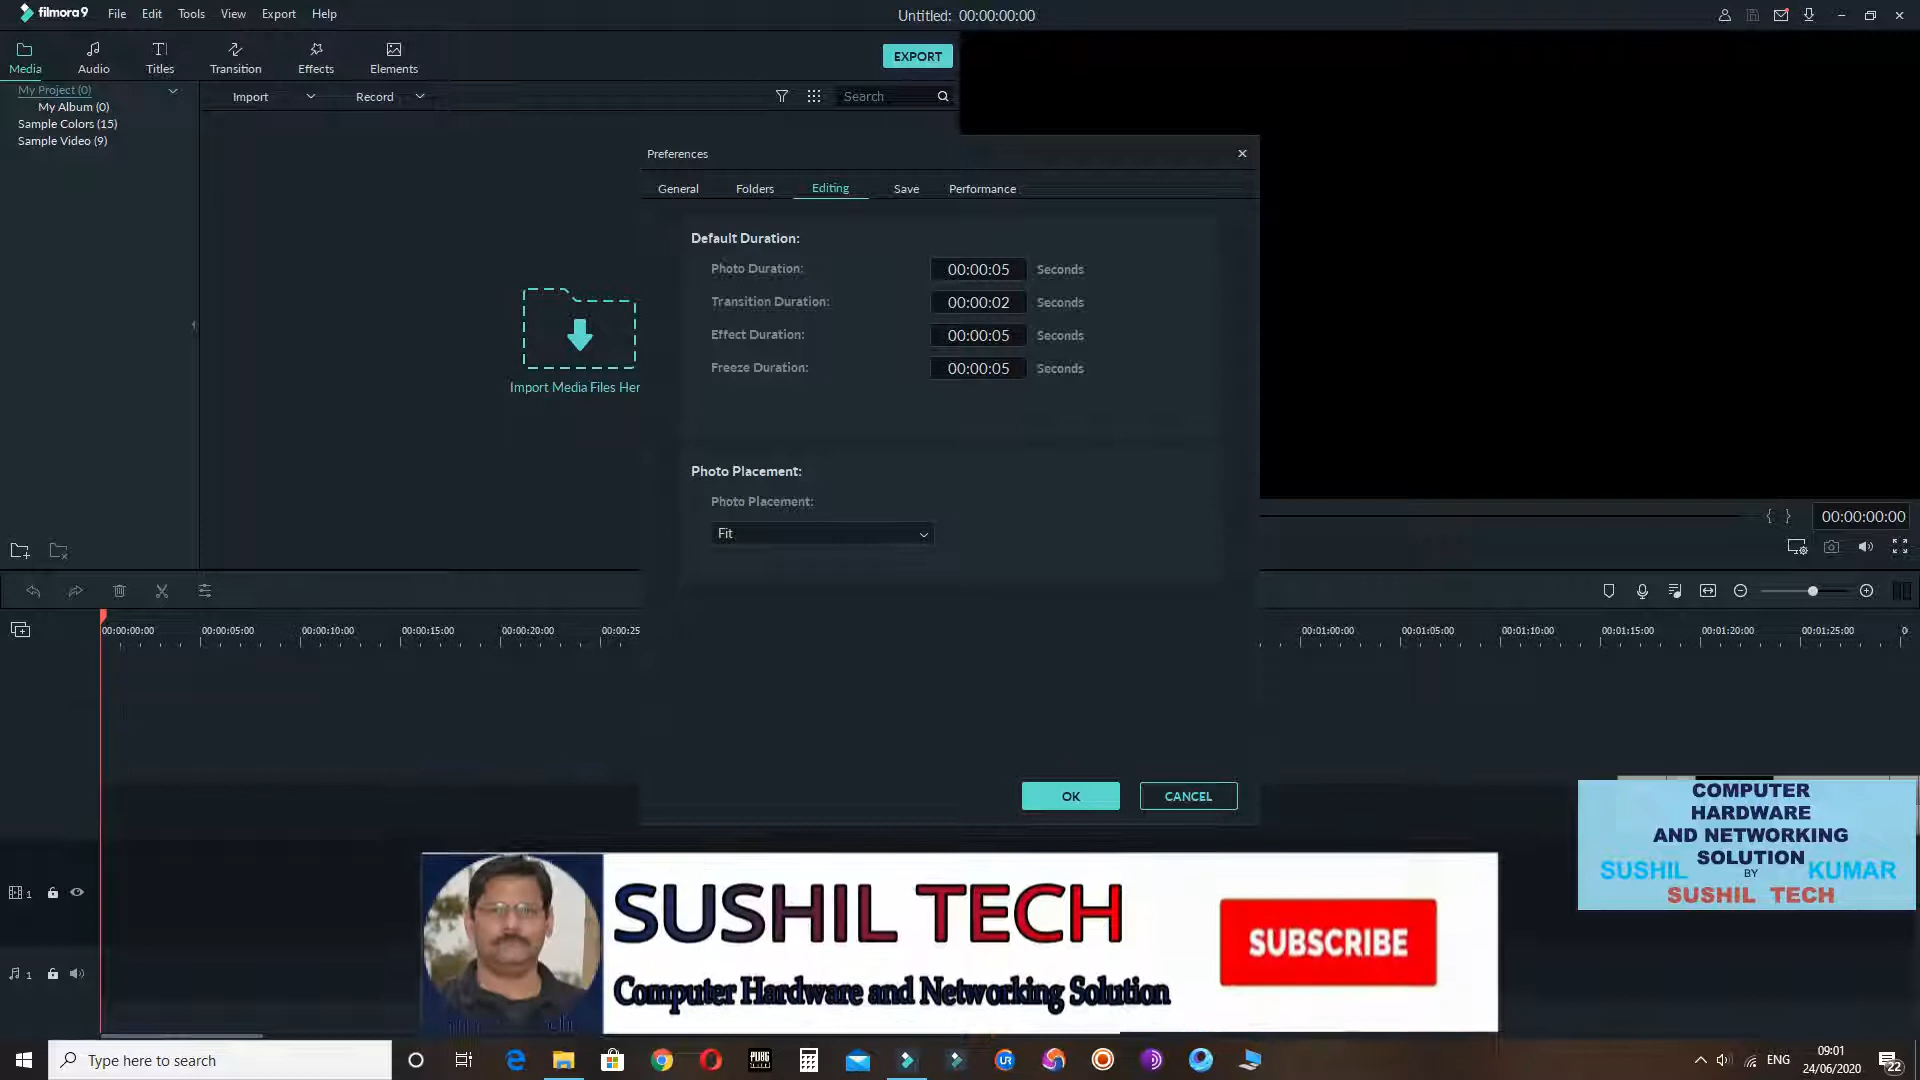 filmora9 File Edit Tools View Export Help
Untitled: 00:00:00:00
Media Audio Titles Transition Effects Elements
EXPORT
My Project (0)
My Album (0)
Sample Colors (15)
Sample Video (9)
Import Record Search
Import Media Files Her
Preferences
General Folders Editing Save Performance
Default Duration:
Photo Duration: 00:00:05 Seconds
Transition Duration: 00:00:02 Seconds
Effect Duration: 00:00:05 Seconds
Freeze Duration: 00:00:05 Seconds
Photo Placement:
Photo Placement:
Fit
OK CANCEL
{ } 00:00:00:00
00:00:00:00 00:00:05:00 00:00:10:00 00:00:15:00 00:00:20:00 00:00:25 00:01:00:00 00:01:05:00 00:01:10:00 00:01:15:00 00:01:20:00 00:01:25:00 0
1
1
COMPUTER
HARDWARE
AND NETWORKING
SOLUTION
SUSHIL BY KUMAR
SUSHIL TECH
SUSHIL TECH
Computer Hardware and Networking Solution
SUBSCRIBE
Type here to search
PUBG
UR
ENG
09:01
24/06/2020
22